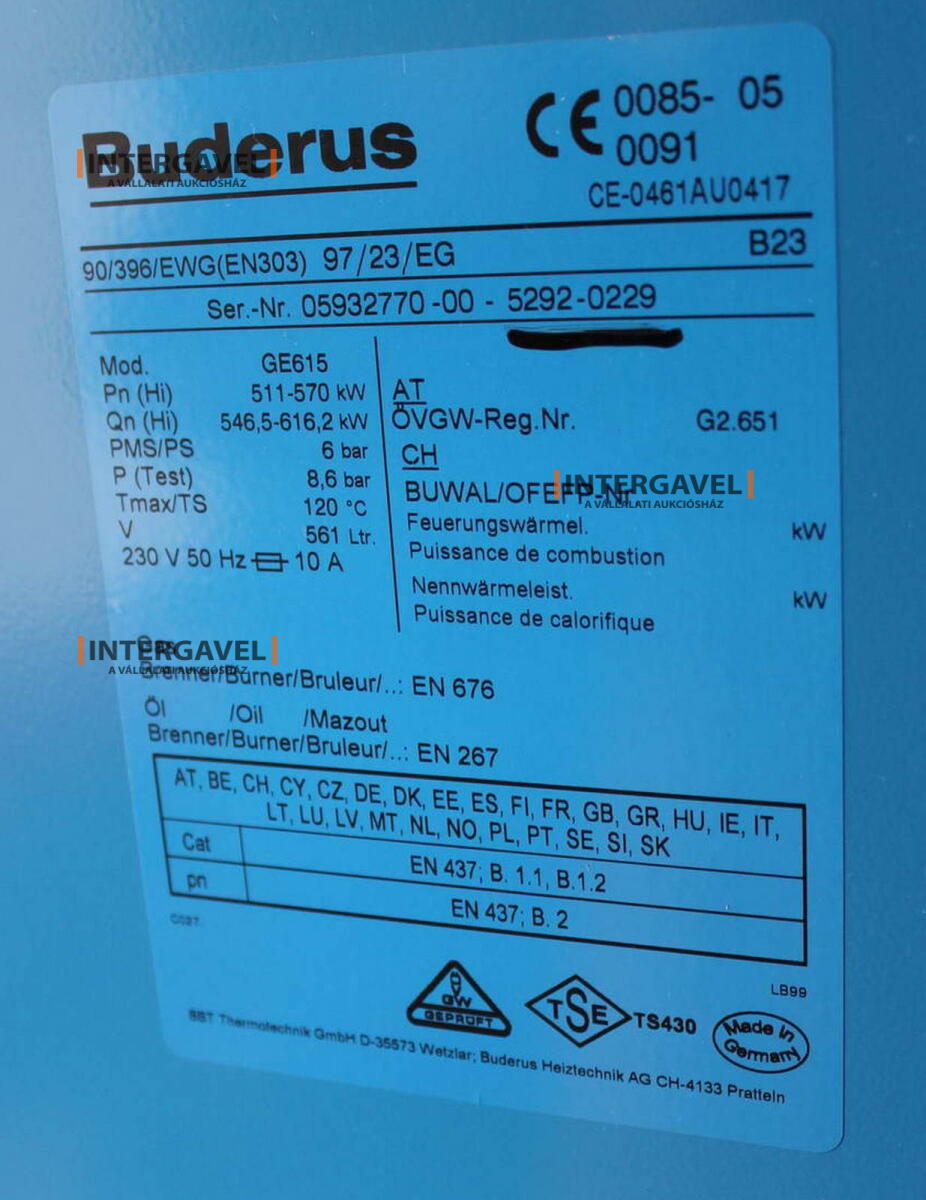 Buderus
INTERGAVEL
A VÁLLALATI AUKCIÓSHÁZ
CE 0085- 05
0091
CE-0461AU0417
90/396/EWG(EN303) 97/23/EG B23
Ser.-Nr. 05932770-00 - 5292-0229
Mod. GE615
Pn (Hi) 511-570 kW
Qn (Hi) 546,5-616,2 kW
PMS/PS 6 bar
P (Test) 8,6 bar
Tmax/TS 120 °C
V 561 Ltr.
230 V 50 Hz 10 A
AT
ÖVGW-Reg.Nr. G2.651
CH
BUWAL/OFEFP-Nr
INTERGAVEL
A VÁLLALATI AUKCIÓSHÁZ
Feuerungswärmel. kW
Puissance de combustion
Nennwärmeleist. kW
Puissance de calorifique
Gas
INTERGAVEL
A VÁLLALATI AUKCIÓSHÁZ
Brenner/Burner/Bruleur/..: EN 676
Öl /Oil /Mazout
Brenner/Burner/Bruleur/..: EN 267
AT, BE, CH, CY, CZ, DE, DK, EE, ES, FI, FR, GB, GR, HU, IE, IT,
LT, LU, LV, MT, NL, NO, PL, PT, SE, SI, SK
Cat EN 437; B. 1.1, B.1.2
pn EN 437; B. 2
C027.
LB99
GW
GEPRÜFT
TSE TS430
Made in
Germany
BBT Thermotechnik GmbH D-35573 Wetzlar; Buderus Heiztechnik AG CH-4133 Pratteln